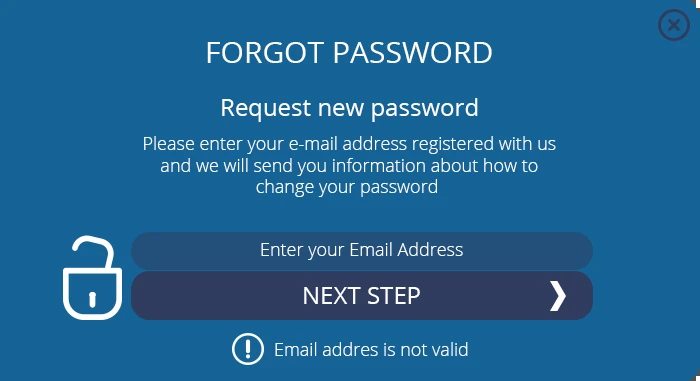 FORGOT PASSWORD
Request new password
Please enter your e-mail address registered with us
and we will send you information about how to
change your password
Enter your Email Address
NEXT STEP
Email addres is not valid